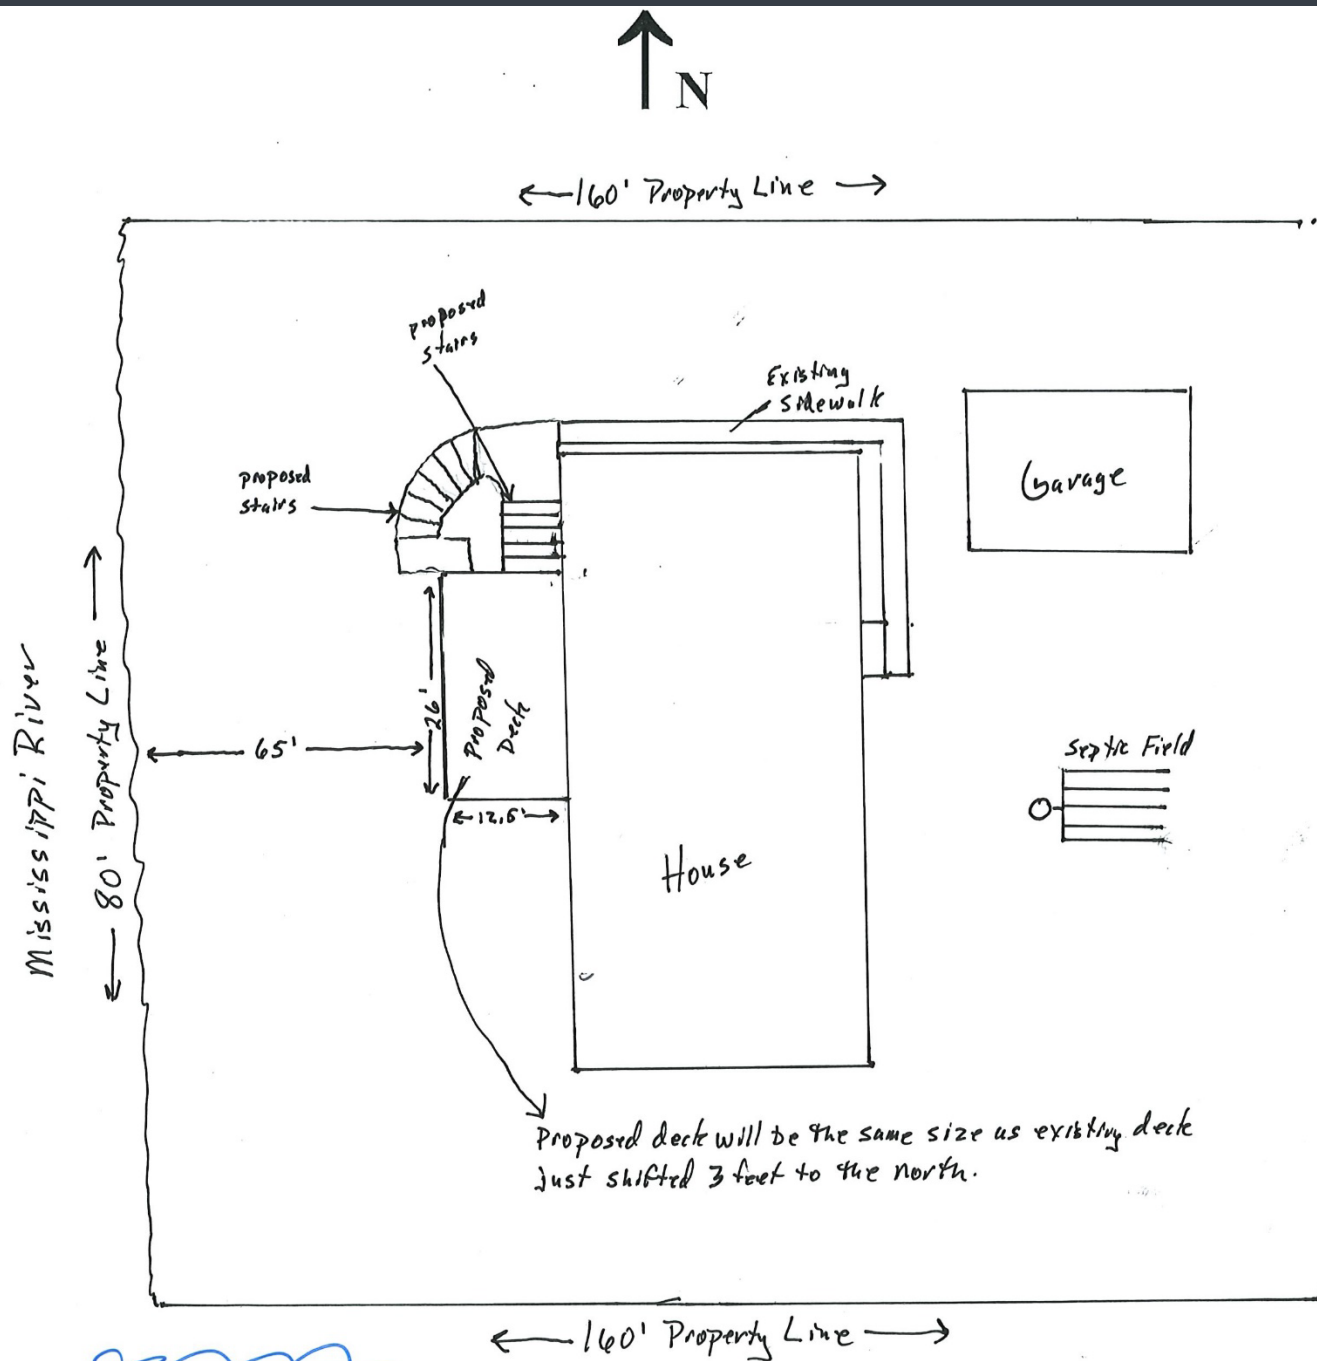 N
←160' Property Line →
proposed
stairs
Existing
Sidewalk
Garage
proposed
stairs
Mississippi River
← 80' Property Line →
←26'→
Proposed
Deck
← 65' →
Septic Field
←12.5'→
House
Proposed deck will be the same size as existing deck
just shifted 3 feet to the north.
←160' Property Line →